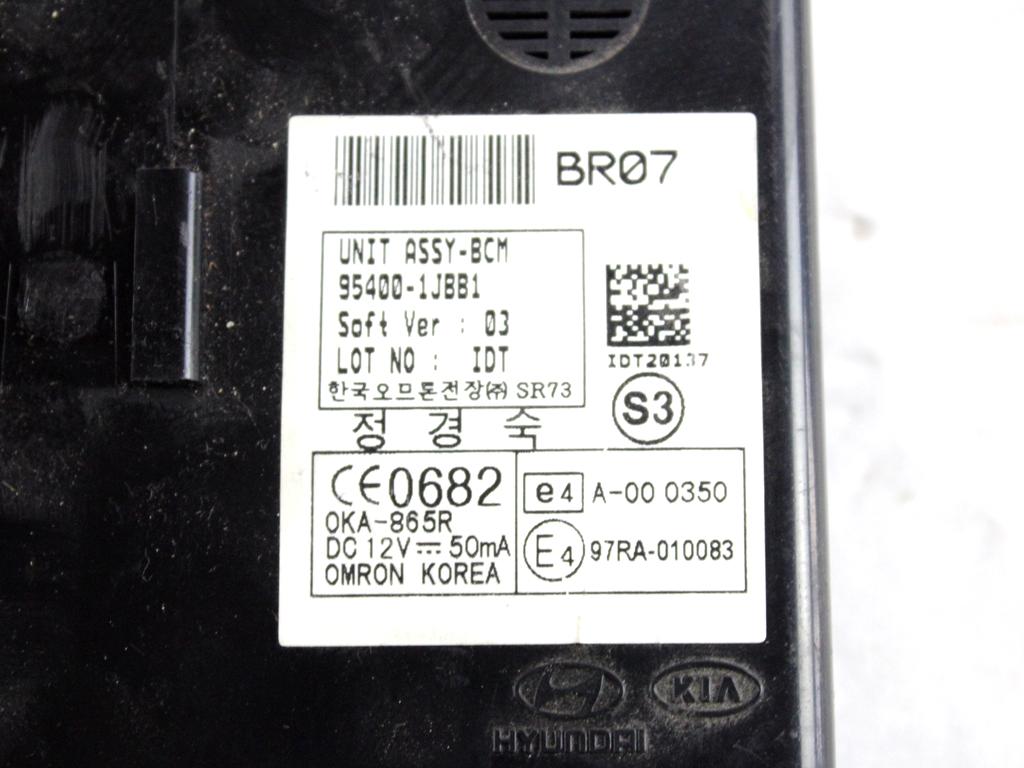 BR07
UNIT ASSY-BCM
95400-1JBB1
Soft Ver : 03
LOT NO : IDT
한국오므론전장㈜ SR73
IDT20137
S3
정 경 숙
CE0682
OKA-865R
DC 12V ⎓ 50mA
OMRON KOREA
e4 A-00 0350
E4 97RA-010083
HYUNDAI
KIA